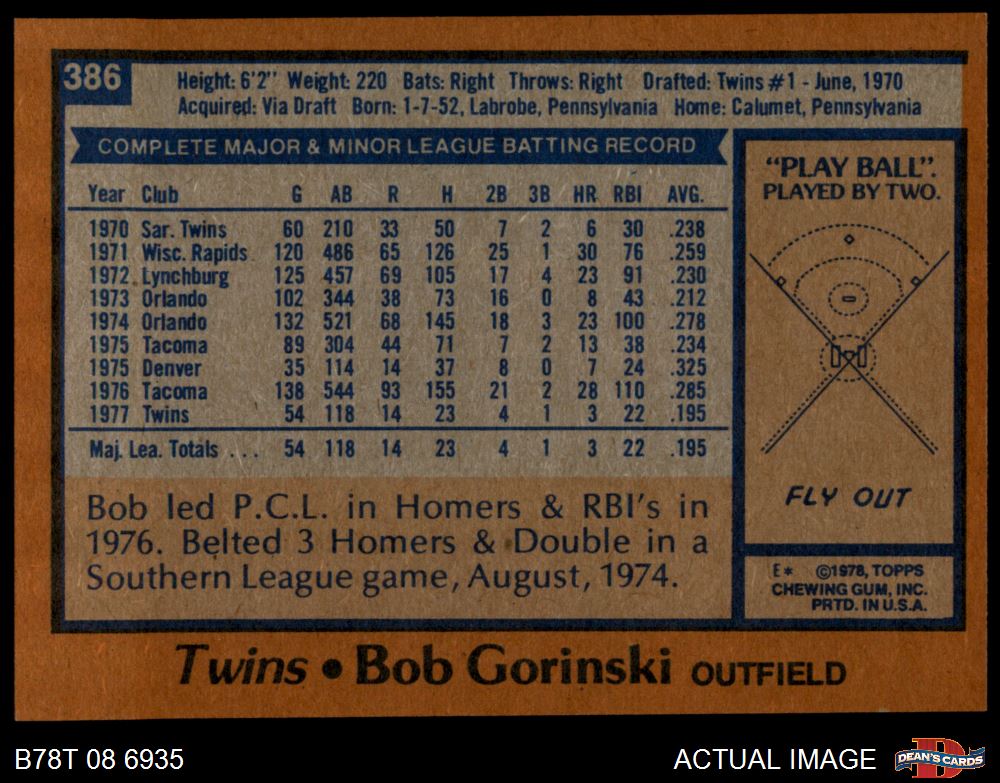 386
Height: 6'2" Weight: 220 Bats: Right Throws: Right Drafted: Twins #1 - June, 1970
Acquired: Via Draft Born: 1-7-52, Labrobe, Pennsylvania Home: Calumet, Pennsylvania
COMPLETE MAJOR & MINOR LEAGUE BATTING RECORD
Year Club G AB R H 2B 3B HR RBI AVG.
1970 Sar. Twins 60 210 33 50 7 2 6 30 .238
1971 Wisc. Rapids 120 486 65 126 25 1 30 76 .259
1972 Lynchburg 125 457 69 105 17 4 23 91 .230
1973 Orlando 102 344 38 73 16 0 8 43 .212
1974 Orlando 132 521 68 145 18 3 23 100 .278
1975 Tacoma 89 304 44 71 7 2 13 38 .234
1975 Denver 35 114 14 37 8 0 7 24 .325
1976 Tacoma 138 544 93 155 21 2 28 110 .285
1977 Twins 54 118 14 23 4 1 3 22 .195
Maj. Lea. Totals . . . 54 118 14 23 4 1 3 22 .195
Bob led P.C.L. in Homers & RBI's in
1976. Belted 3 Homers & Double in a
Southern League game, August, 1974.
"PLAY BALL".
PLAYED BY TWO.
FLY OUT
E* ©1978, TOPPS
CHEWING GUM, INC.
PRTD. IN U.S.A.
Twins • Bob Gorinski OUTFIELD
B78T 08 6935
ACTUAL IMAGE
D
DEAN'S CARDS